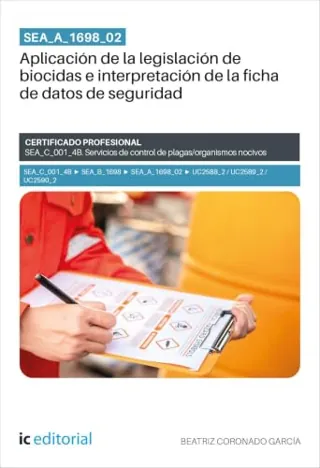 SEA_A_1698_02
Aplicación de la legislación de
biocidas e interpretación de la ficha
de datos de seguridad
CERTIFICADO PROFESIONAL
SEA_C_001_4B. Servicios de control de plagas/organismos nocivos
SEA_C_001_4B ► SEA_B_1698 ► SEA_A_1698_02 ► UC2588_2 / UC2589_2 /
UC2590_2
ic editorial
BEATRIZ CORONADO GARCÍA